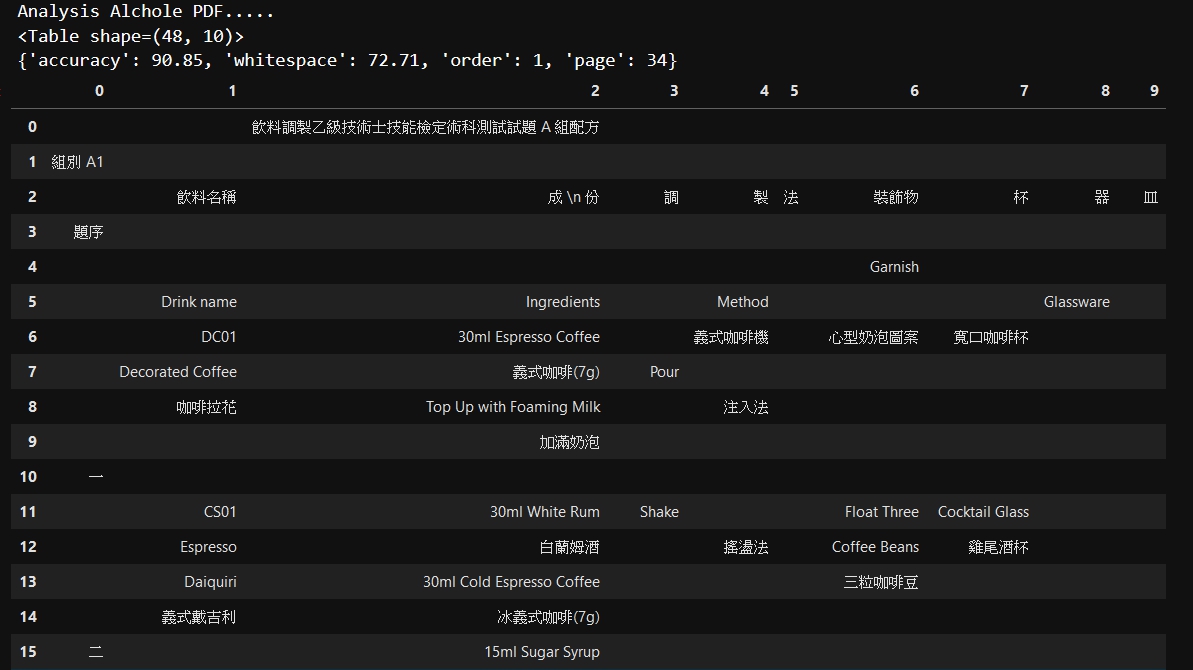 Analysis Alchole PDF.....
<Table shape=(48, 10)>
{'accuracy': 90.85, 'whitespace': 72.71, 'order': 1, 'page': 34}
0 1 2 3 4 5 6 7 8 9
0 飲料調製乙級技術士技能檢定術科測試試題 A 組配方
1 組別 A1
2 飲料名稱 成 \n 份 調 製 法 裝飾物 杯 器 皿
3 題序
4 Garnish
5 Drink name Ingredients Method Glassware
6 DC01 30ml Espresso Coffee 義式咖啡機 心型奶泡圖案 寬口咖啡杯
7 Decorated Coffee 義式咖啡(7g) Pour
8 咖啡拉花 Top Up with Foaming Milk 注入法
9 加滿奶泡
10 一
11 CS01 30ml White Rum Shake Float Three Cocktail Glass
12 Espresso 白蘭姆酒 搖盪法 Coffee Beans 雞尾酒杯
13 Daiquiri 30ml Cold Espresso Coffee 三粒咖啡豆
14 義式戴吉利 冰義式咖啡(7g)
15 二 15ml Sugar Syrup